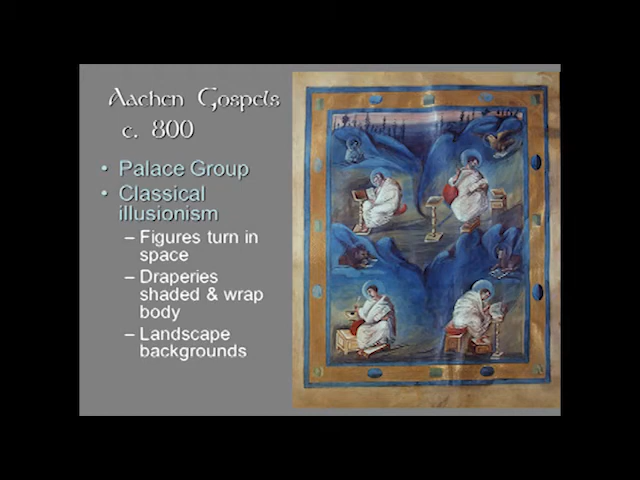 Aachen Gospels
c. 800
• Palace Group
• Classical
illusionism
– Figures turn in
space
– Draperies
shaded & wrap
body
– Landscape
backgrounds